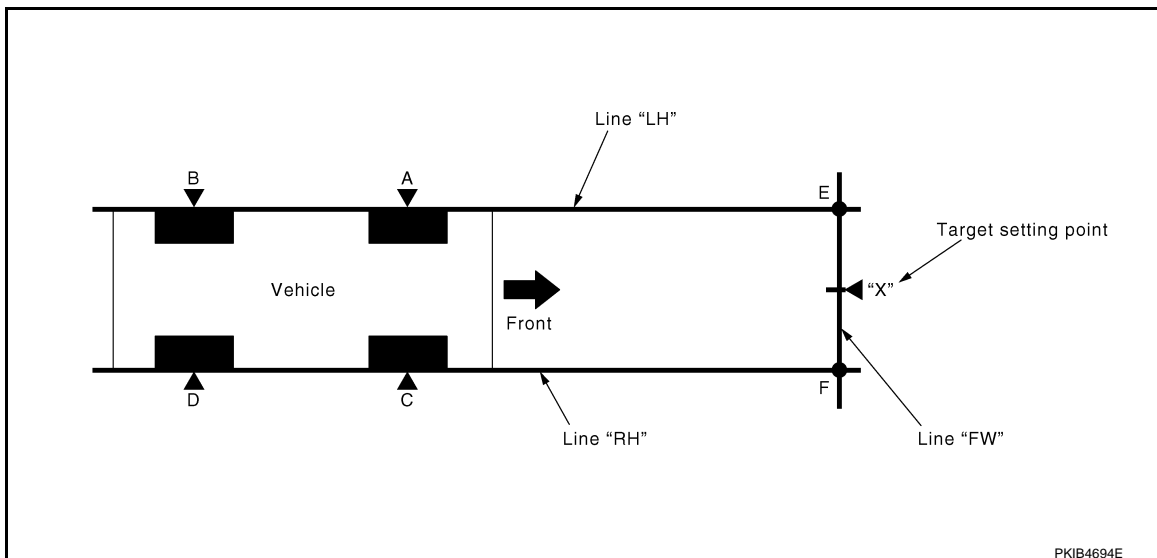 Line “LH”
B
A
E
Target setting point
Vehicle
“X”
Front
D
C
F
Line “RH”
Line “FW”
PKIB4694E